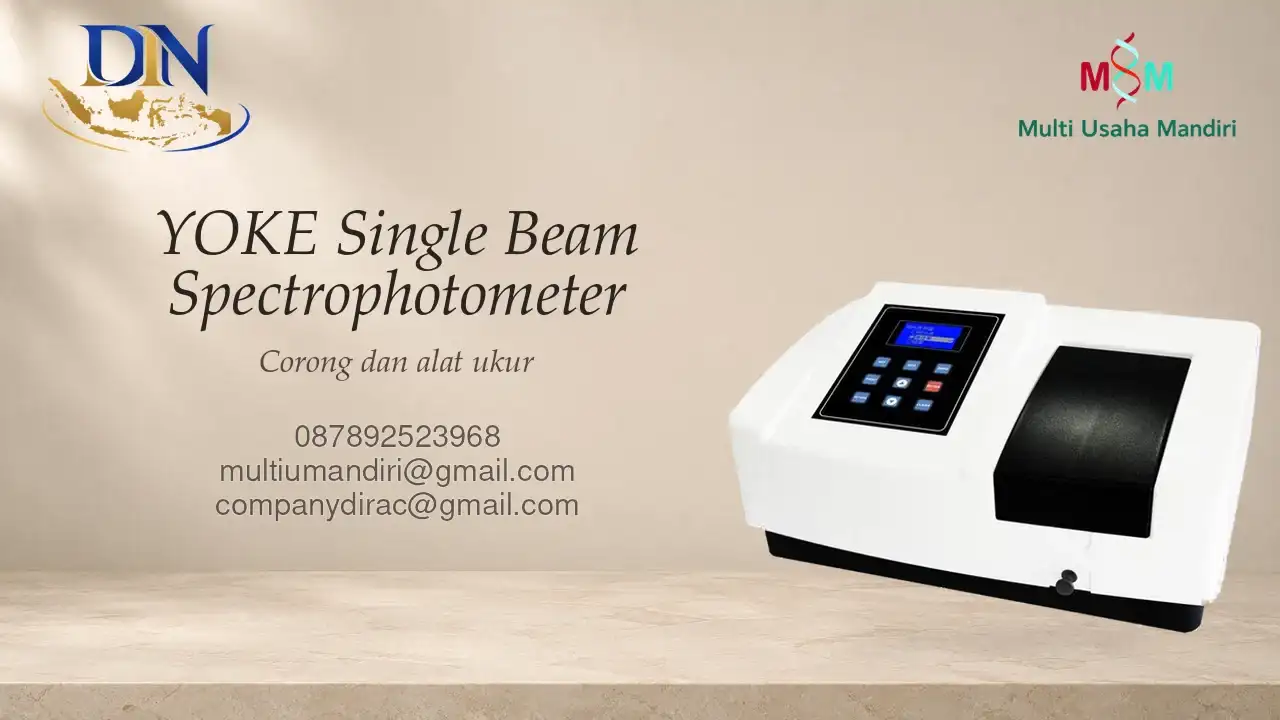 DIN
M M
Multi Usaha Mandiri
YOKE Single Beam
Spectrophotometer
Corong dan alat ukur
087892523968
multiumandiri@gmail.com
companydirac@gmail.com